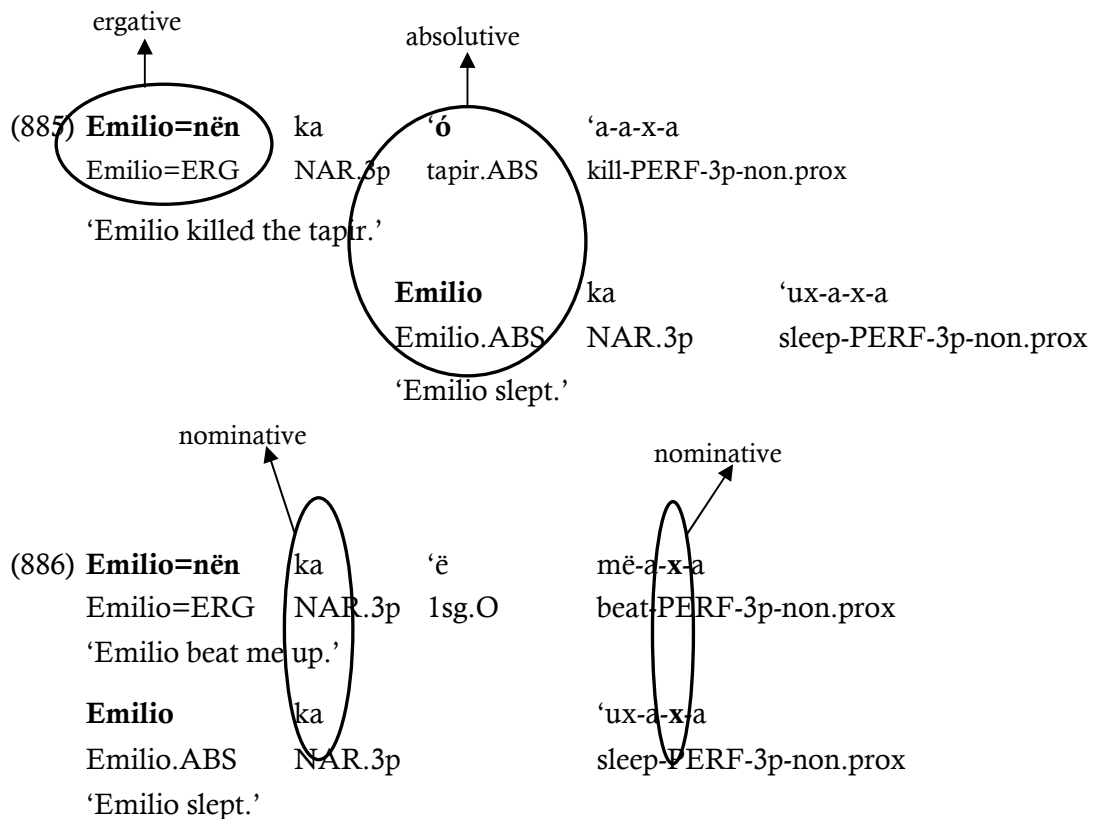 ergative
absolutive
(885) Emilio=nën ka ‘ó ‘a-a-x-a
Emilio=ERG NAR.3p tapir.ABS kill-PERF-3p-non.prox
‘Emilio killed the tapir.’
Emilio ka ‘ux-a-x-a
Emilio.ABS NAR.3p sleep-PERF-3p-non.prox
‘Emilio slept.’
nominative
nominative
(886) Emilio=nën ka ‘ë më-a-x-a
Emilio=ERG NAR.3p 1sg.O beat-PERF-3p-non.prox
‘Emilio beat me up.’
Emilio ka ‘ux-a-x-a
Emilio.ABS NAR.3p sleep-PERF-3p-non.prox
‘Emilio slept.’